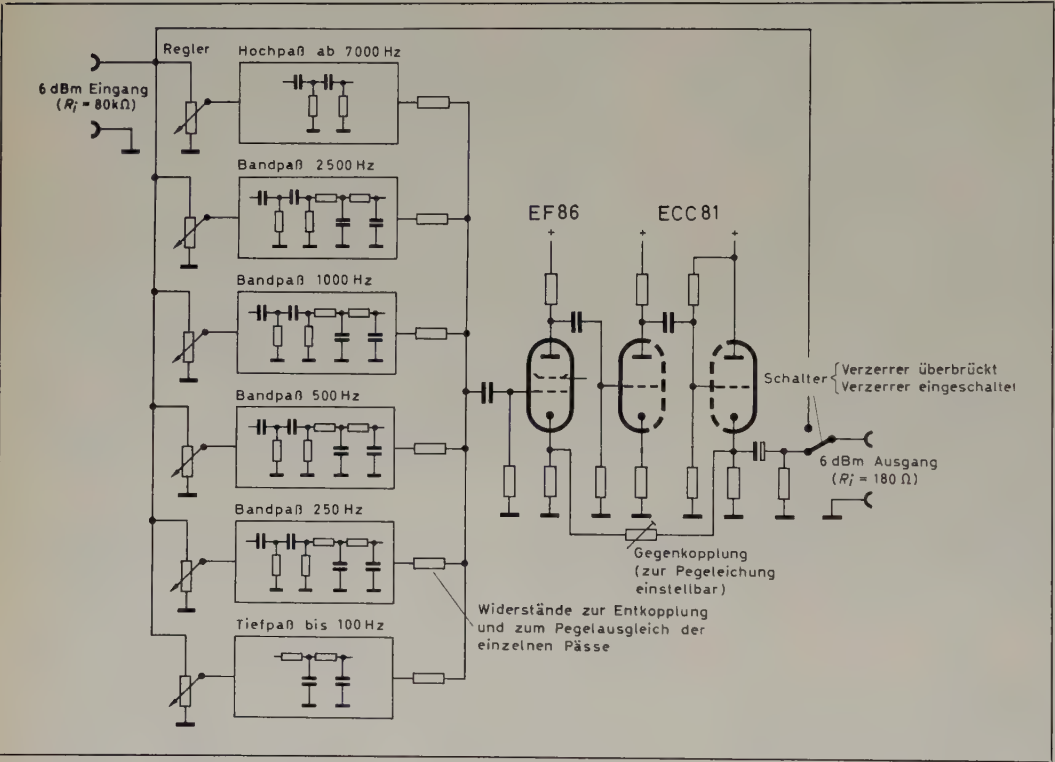 Regler
Hochpaß ab 7000 Hz
6 dBm Eingang
(Ri = 80kΩ)
Bandpaß 2500 Hz
EF86
ECC81
+
+
+
Bandpaß 1000 Hz
Schalter { Verzerrer überbrückt
Verzerrer eingeschaltet
Bandpaß 500 Hz
6 dBm Ausgang
(Ri = 180 Ω)
Bandpaß 250 Hz
Gegenkopplung
(zur Pegeleichung
einstellbar)
Widerstände zur Entkopplung
und zum Pegelausgleich der
einzelnen Pässe
Tiefpaß bis 100 Hz